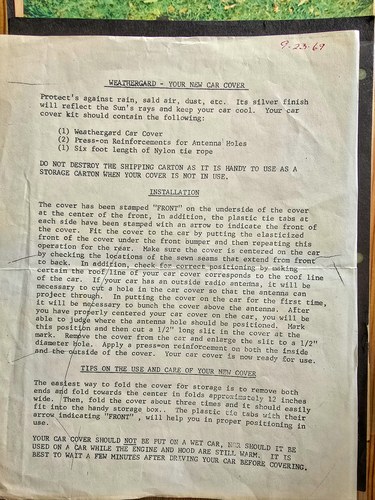 9-23-69
WEATHERGARD - YOUR NEW CAR COVER
Protect's against rain, sald air, dust, etc. Its silver finish
will reflect the Sun's rays and keep your car cool. Your car
cover kit should contain the following:
(1) Weathergard Car Cover
(2) Press-on Reinforcements for Antenna Holes
(1) Six foot length of Nylon tie rope
DO NOT DESTROY THE SHIPPING CARTON AS IT IS HANDY TO USE AS A
STORAGE CARTON WHEN YOUR COVER IS NOT IN USE.
INSTALLATION
The cover has been stamped "FRONT" on the underside of the cover
at the center of the front, In addition, the plastic tie tabs at
each side have been stamped with an arrow to indicate the front of
the cover. Fit the cover to the car by putting the elasticized
front of the cover under the front bumper and then repeating this
operation for the rear. Make sure the cover is centered on the car
by checking the locations of the sewn seams that extend from front
to back. In addition, check for correct positioning by making
certain the roof line of your car cover corresponds to the roof line
of the car. If your car has an outside radio antenna, it will be
necessary to cut a hole in the car cover so that the antenna can
project through. In putting the cover on the car for the first time,
it will be necessary to bunch the cover above the antenna. After
you have properly centered your car cover on the car, you will be
able to judge where the antenna hole should be positioned. Mark
this position and then cut a 1/2" long slit in the cover at the
mark. Remove the cover from the car and enlarge the slit to a 1/2"
diameter hole. Apply a press-on reinforcement on both the inside
and the outside of the cover. Your car cover is now ready for use.
TIPS ON THE USE AND CARE OF YOUR NEW COVER
The easiest way to fold the cover for storage is to remove both
ends and fold towards the center in folds approximately 12 inches
wide. Then, fold the cover about three times and it should easily
fit into the handy storage box.. The plastic tie tabs with their
arrow indicating "FRONT", will help you in proper positioning in
use.
YOUR CAR COVER SHOULD NOT BE PUT ON A WET CAR, NOR SHOULD IT BE
USED ON A CAR WHILE THE ENGINE AND HOOD ARE STILL WARM. IT IS
BEST TO WAIT A FEW MINUTES AFTER DRIVING YOUR CAR BEFORE COVERING.